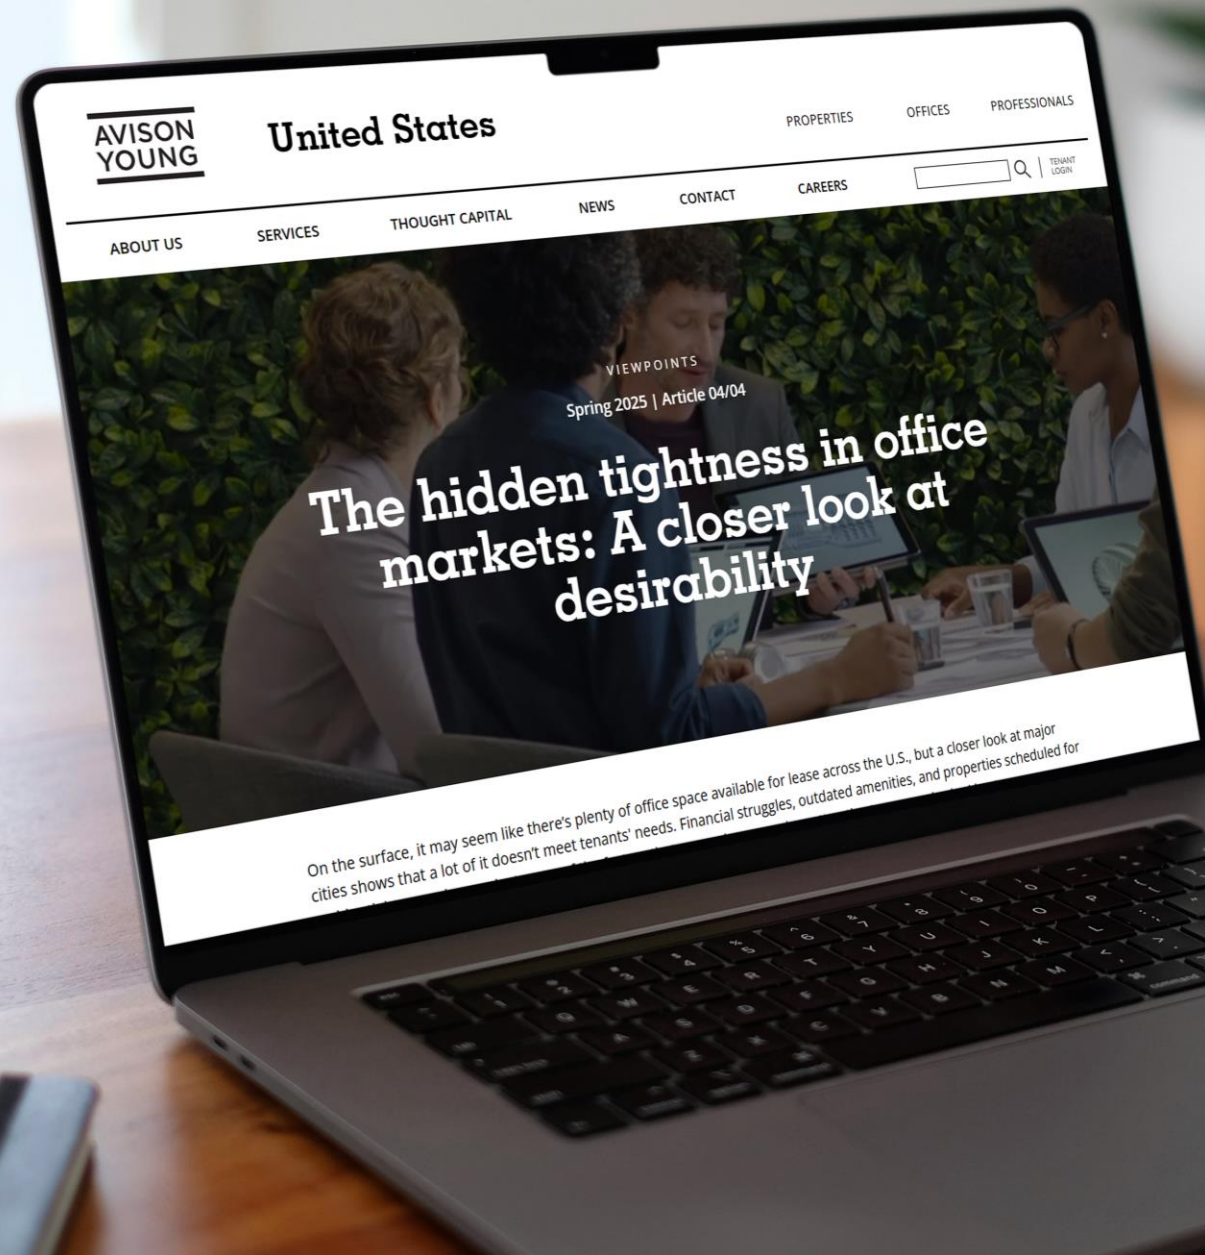 AVISON
YOUNG
United States
PROPERTIES
OFFICES
PROFESSIONALS
ABOUT US
SERVICES
THOUGHT CAPITAL
NEWS
CONTACT
CAREERS
TENANT
LOGIN
VIEWPOINTS
Spring 2025 | Article 04/04
The hidden tightness in office
markets: A closer look at
desirability
On the surface, it may seem like there's plenty of office space available for lease across the U.S., but a closer look at major
cities shows that a lot of it doesn't meet tenants' needs. Financial struggles, outdated amenities, and properties scheduled for